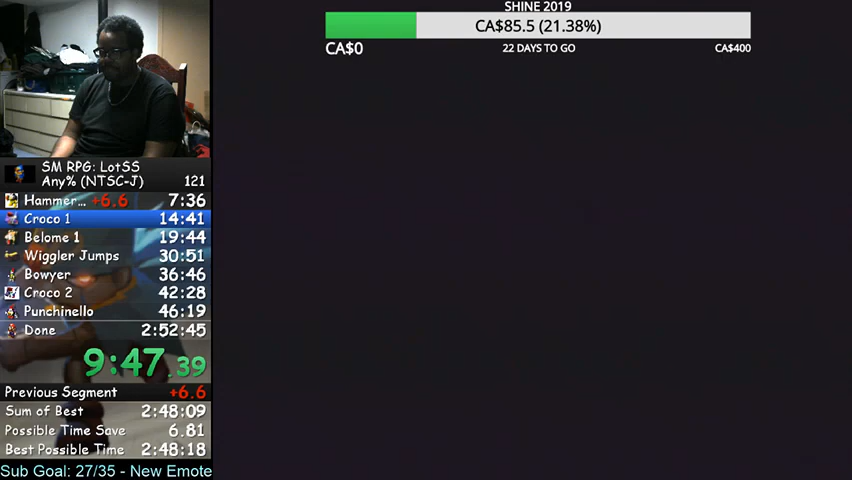 SHINE 2019
CA$85.5 (21.38%)
CA$0
22 DAYS TO GO
CA$400
SM RPG: LotSS
Any% (NTSC-J) 121
Hammer... +6.6 7:36
Croco 1 14:41
Belome 1 19:44
Wiggler Jumps 30:51
Bowyer 36:46
Croco 2 42:28
Punchinello 46:19
Done 2:52:45
9:47.39
Previous Segment +6.6
Sum of Best 2:48:09
Possible Time Save 6.81
Best Possible Time 2:48:18
Sub Goal: 27/35 - New Emote